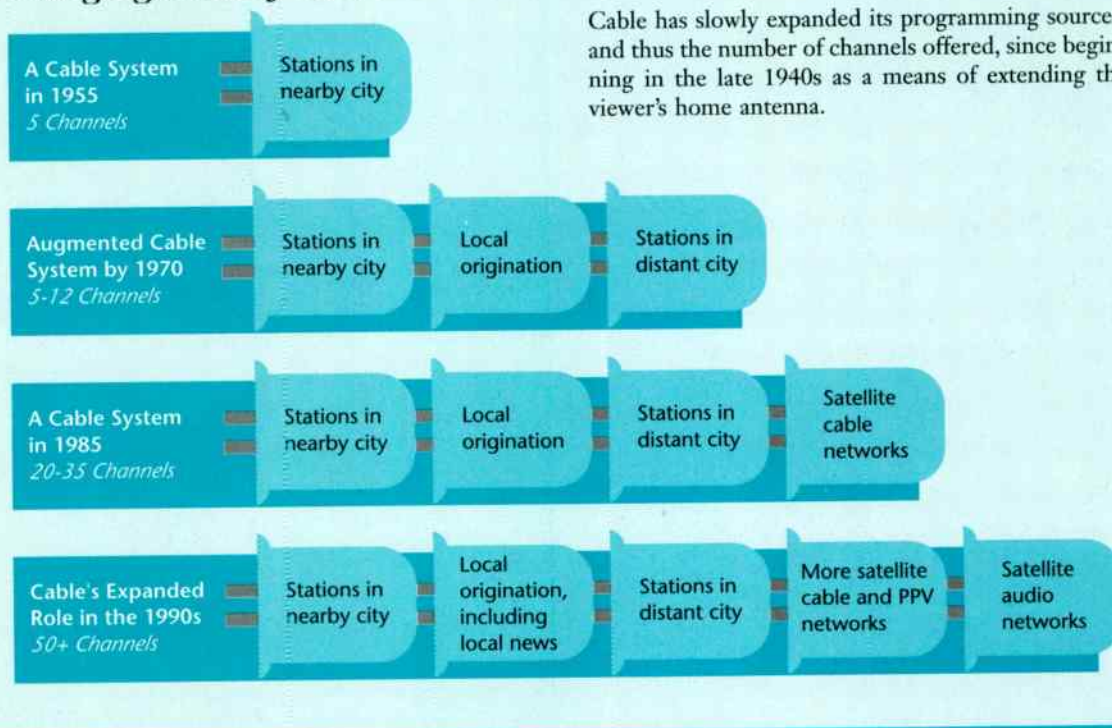 Cable has slowly expanded its programming source
and thus the number of channels offered, since begin
ning in the late 1940s as a means of extending th
viewer's home antenna.
A Cable System
in 1955
5 Channels
Stations in
nearby city
Augmented Cable
System by 1970
5-12 Channels
Stations in
nearby city
Local
origination
Stations in
distant city
A Cable System
in 1985
20-35 Channels
Stations in
nearby city
Local
origination
Stations in
distant city
Satellite
cable
networks
Cable's Expanded
Role in the 1990s
50+ Channels
Stations in
nearby city
Local
origination,
including
local news
Stations in
distant city
More satellite
cable and PPV
networks
Satellite
audio
networks